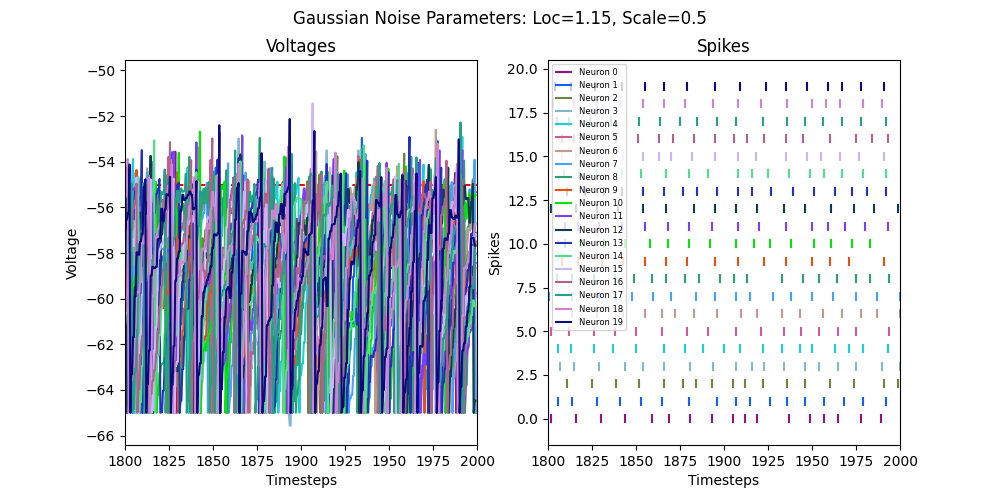 Gaussian Noise Parameters: Loc=1.15, Scale=0.5
Voltages
−50
−52
−54
−56
−58
−60
−62
−64
−66
Voltage
1800 1825 1850 1875 1900 1925 1950 1975 2000
Timesteps
Spikes
20.0
17.5
15.0
12.5
10.0
7.5
5.0
2.5
0.0
Spikes
Neuron 0
Neuron 1
Neuron 2
Neuron 3
Neuron 4
Neuron 5
Neuron 6
Neuron 7
Neuron 8
Neuron 9
Neuron 10
Neuron 11
Neuron 12
Neuron 13
Neuron 14
Neuron 15
Neuron 16
Neuron 17
Neuron 18
Neuron 19
1800 1825 1850 1875 1900 1925 1950 1975 2000
Timesteps